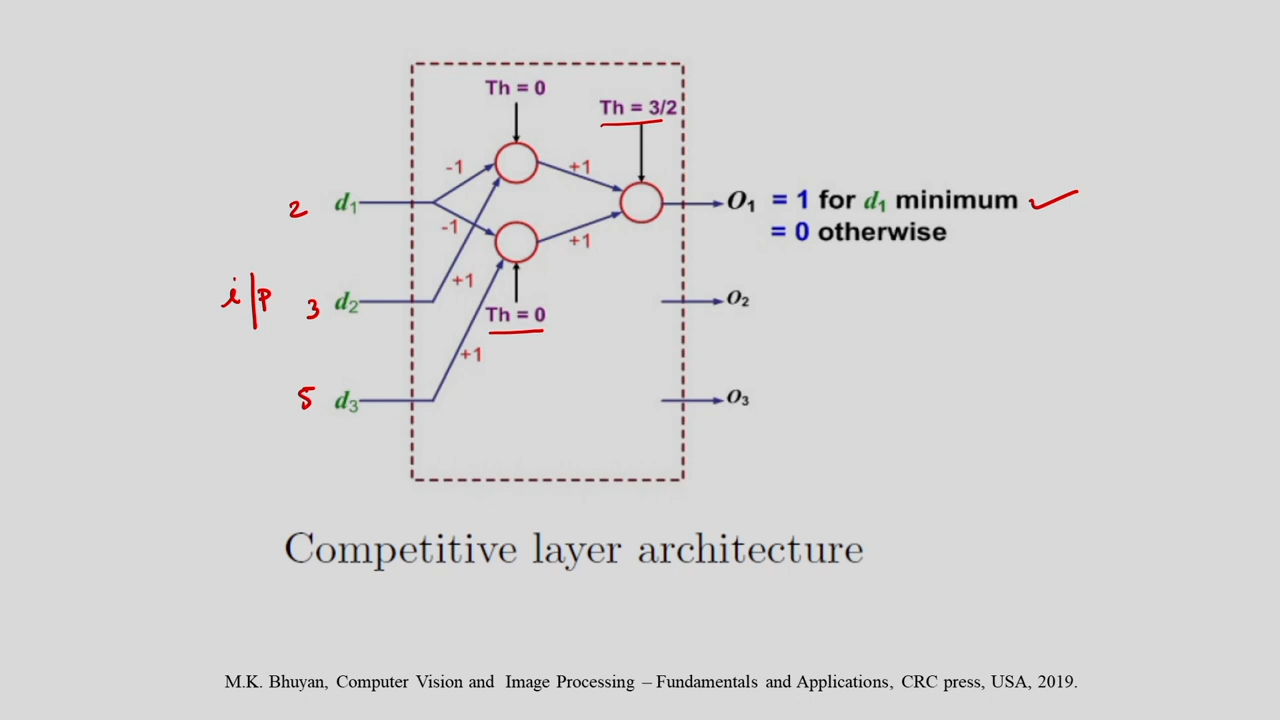 Th = 0
Th = 3/2
-1
+1
2 d1
O1 = 1 for d1 minimum
-1
= 0 otherwise
+1
+1
i/p 3 d2
O2
Th = 0
+1
5 d3
O3
Competitive layer architecture
M.K. Bhuyan, Computer Vision and Image Processing – Fundamentals and Applications, CRC press, USA, 2019.